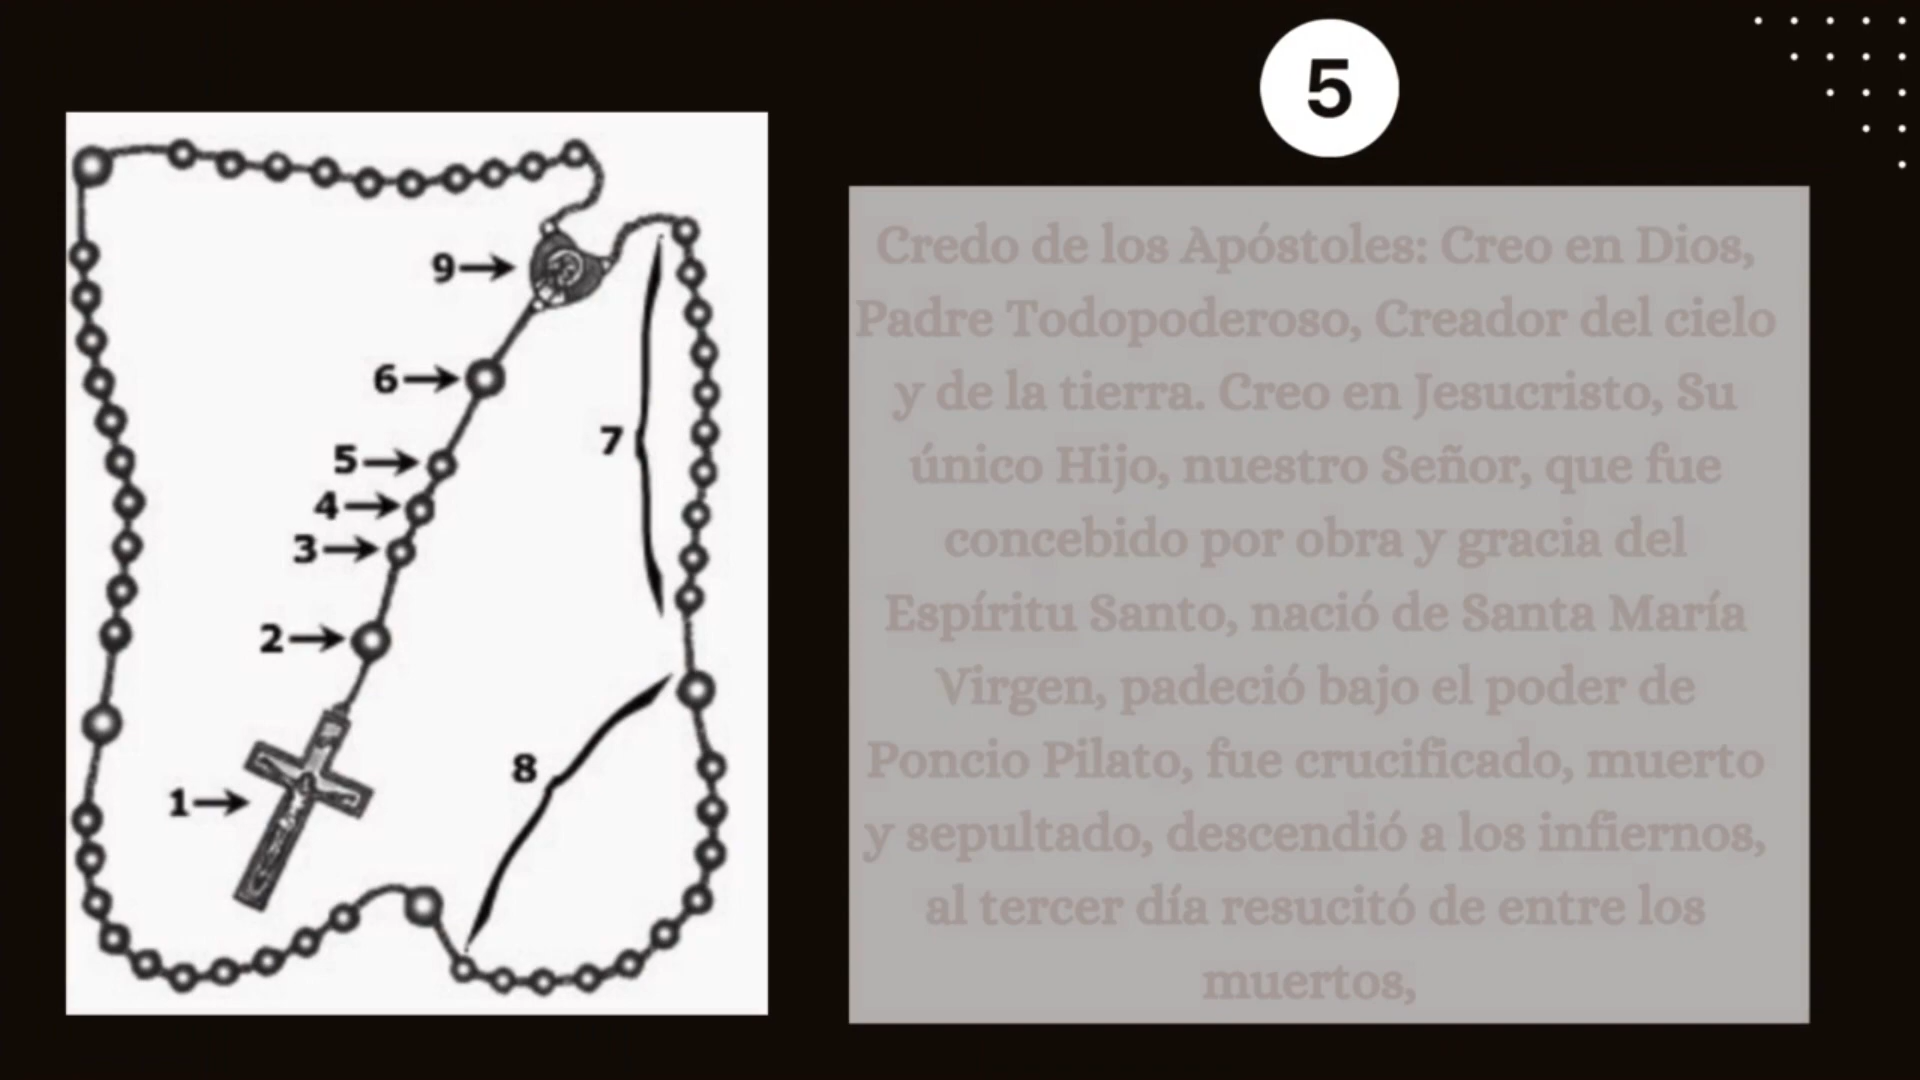 5
Credo de los Apóstoles: Creo en Dios,
Padre Todopoderoso, Creador del cielo
y de la tierra. Creo en Jesucristo, Su
único Hijo, nuestro Señor, que fue
concebido por obra y gracia del
Espíritu Santo, nació de Santa María
Virgen, padeció bajo el poder de
Poncio Pilato, fue crucificado, muerto
y sepultado, descendió a los infiernos,
al tercer día resucitó de entre los
muertos,
9
6
5
7
4
3
2
8
1